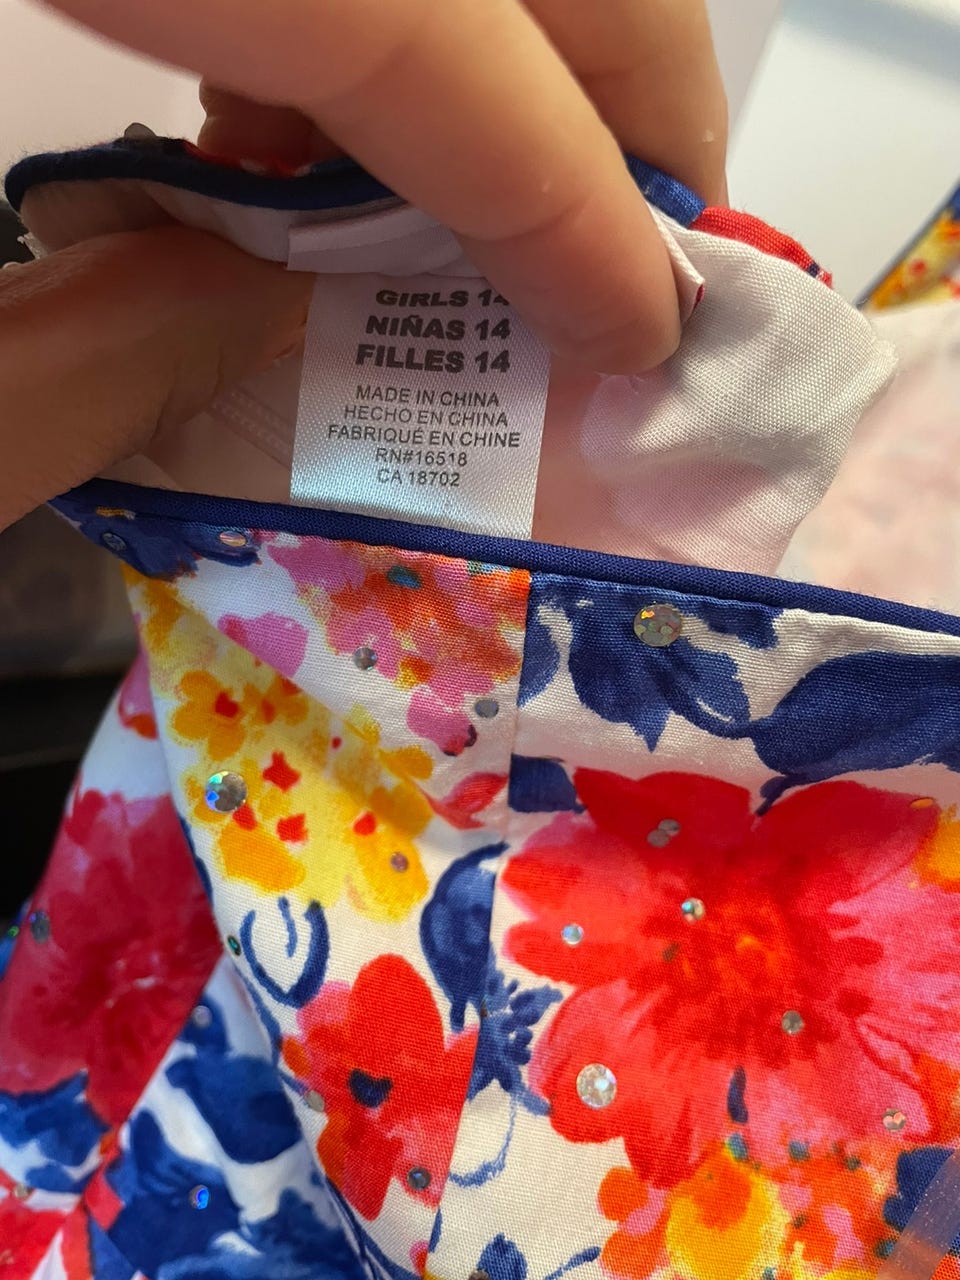 GIRLS 14
NIÑAS 14
FILLES 14
MADE IN CHINA
HECHO EN CHINA
FABRIQUÉ EN CHINE
RN#16518
CA 18702